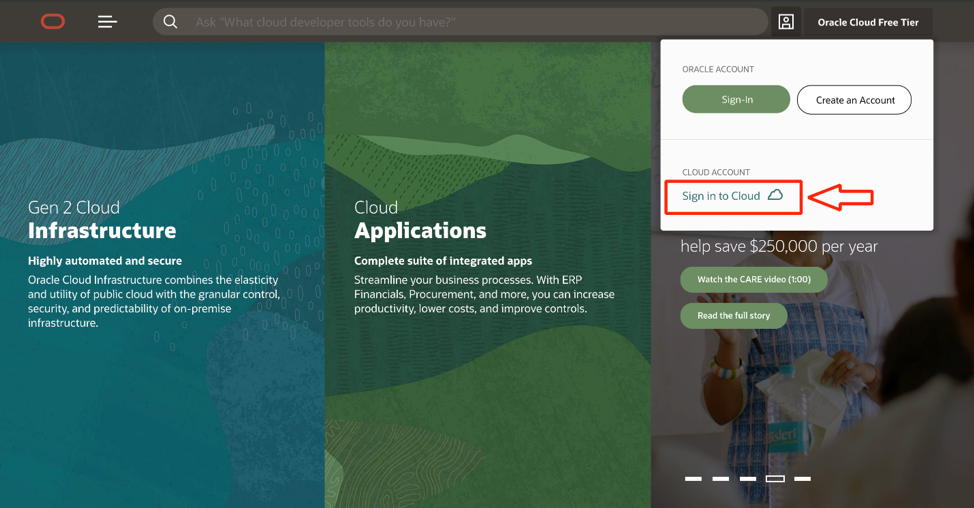 Ask "What cloud developer tools do you have?"
Oracle Cloud Free Tier
ORACLE ACCOUNT
Sign-In
Create an Account
CLOUD ACCOUNT
Sign in to Cloud
Gen 2 Cloud
Infrastructure
Highly automated and secure
Oracle Cloud Infrastructure combines the elasticity
and utility of public cloud with the granular control,
security, and predictability of on-premise
infrastructure.
Cloud
Applications
Complete suite of integrated apps
Streamline your business processes. With ERP
Financials, Procurement, and more, you can increase
productivity, lower costs, and improve controls.
help save $250,000 per year
Watch the CARE video (1:00)
Read the full story